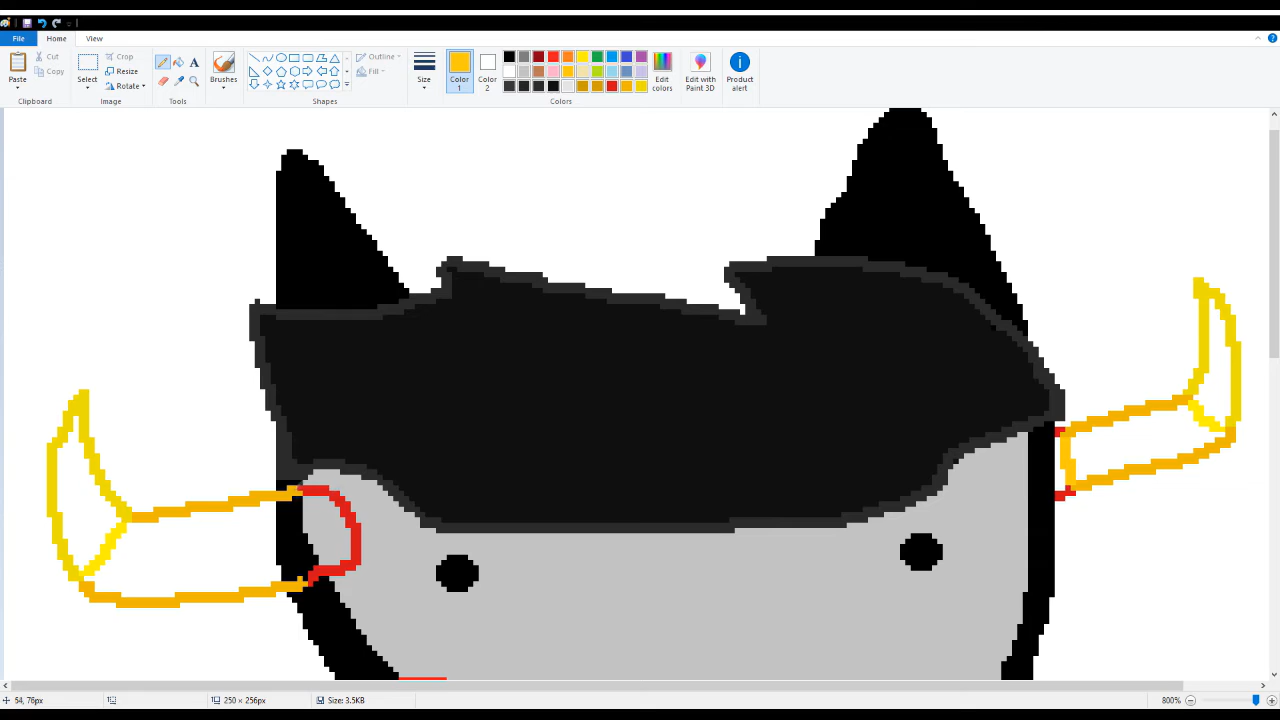 File Home View
Cut
Copy
Paste
Clipboard
Crop
Resize
Rotate
Select
Image
A
Tools
Brushes
Outline
Fill
Shapes
Size
Color
1
Color
2
Edit
colors
Edit with
Paint 3D
Product
alert
Colors
54, 76px
250 × 256px
Size: 3.5KB
800%